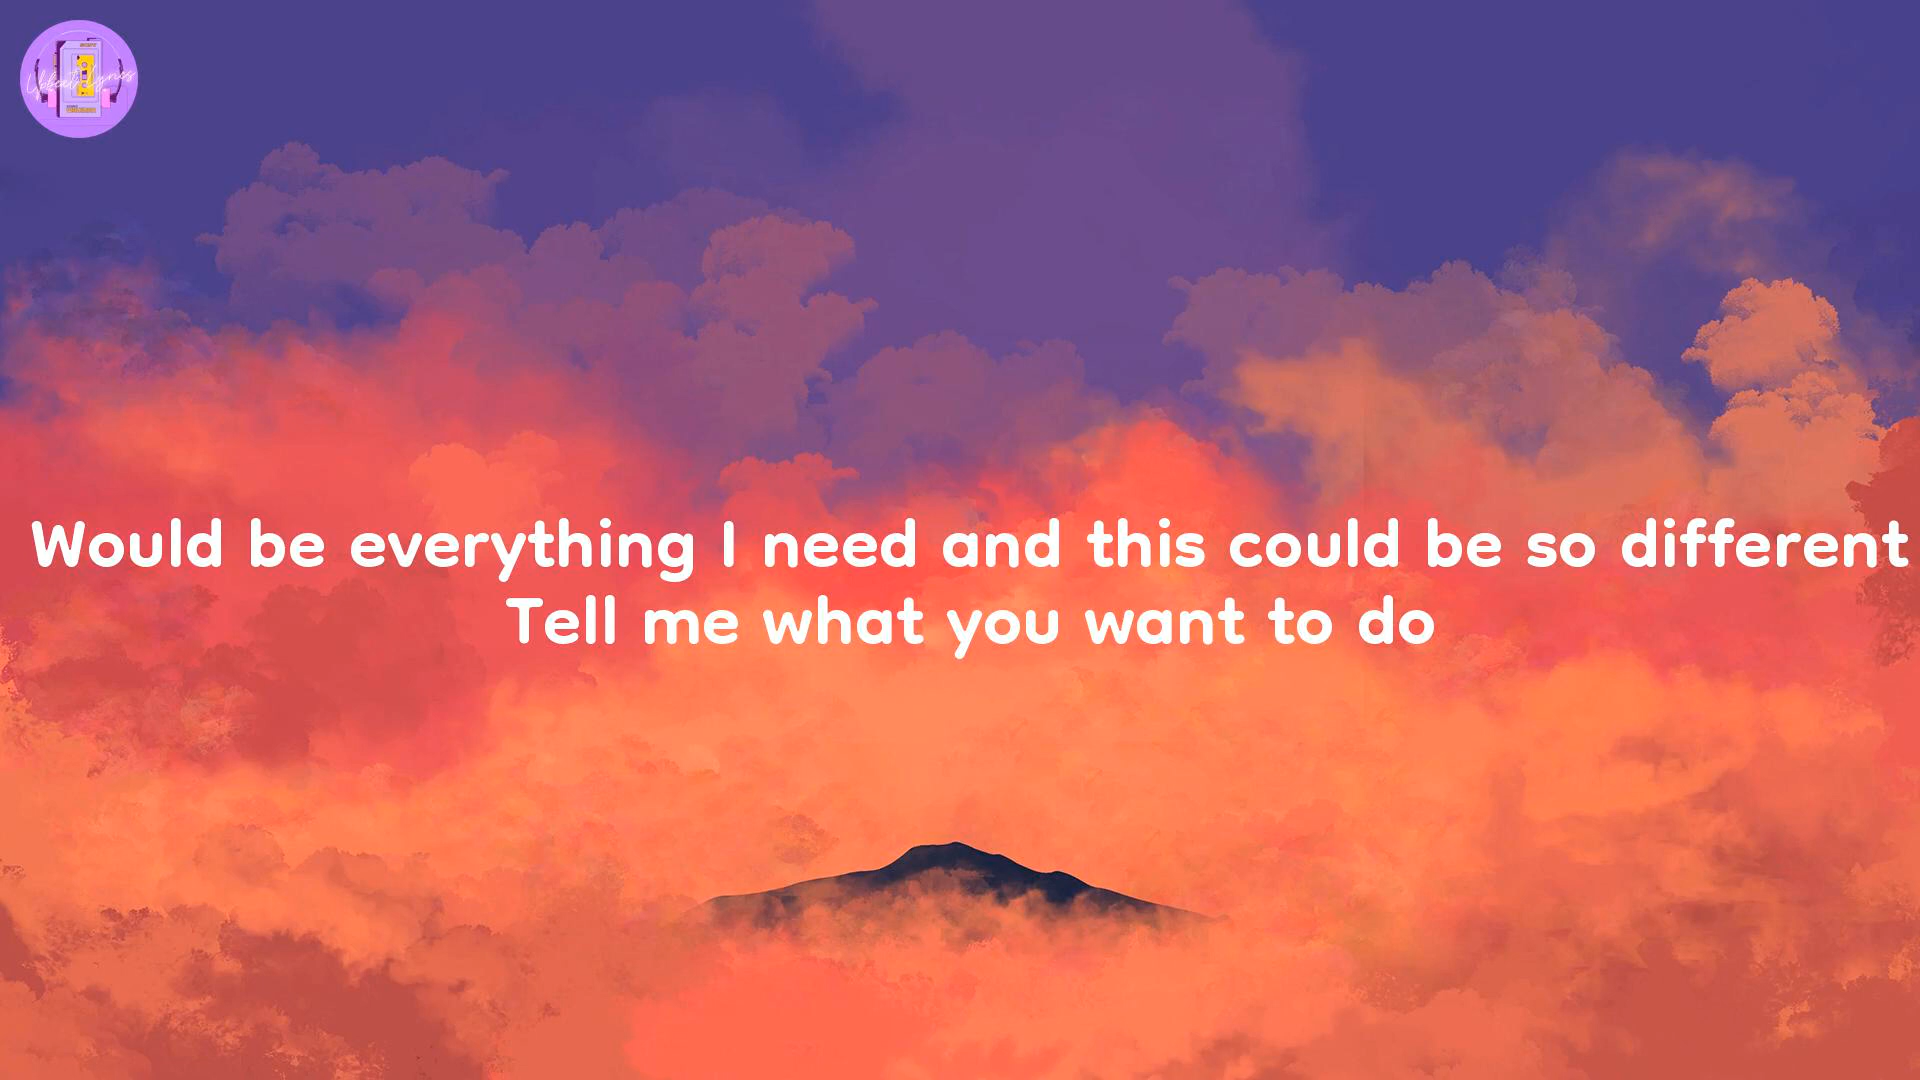 Would be everything I need and this could be so different
Tell me what you want to do